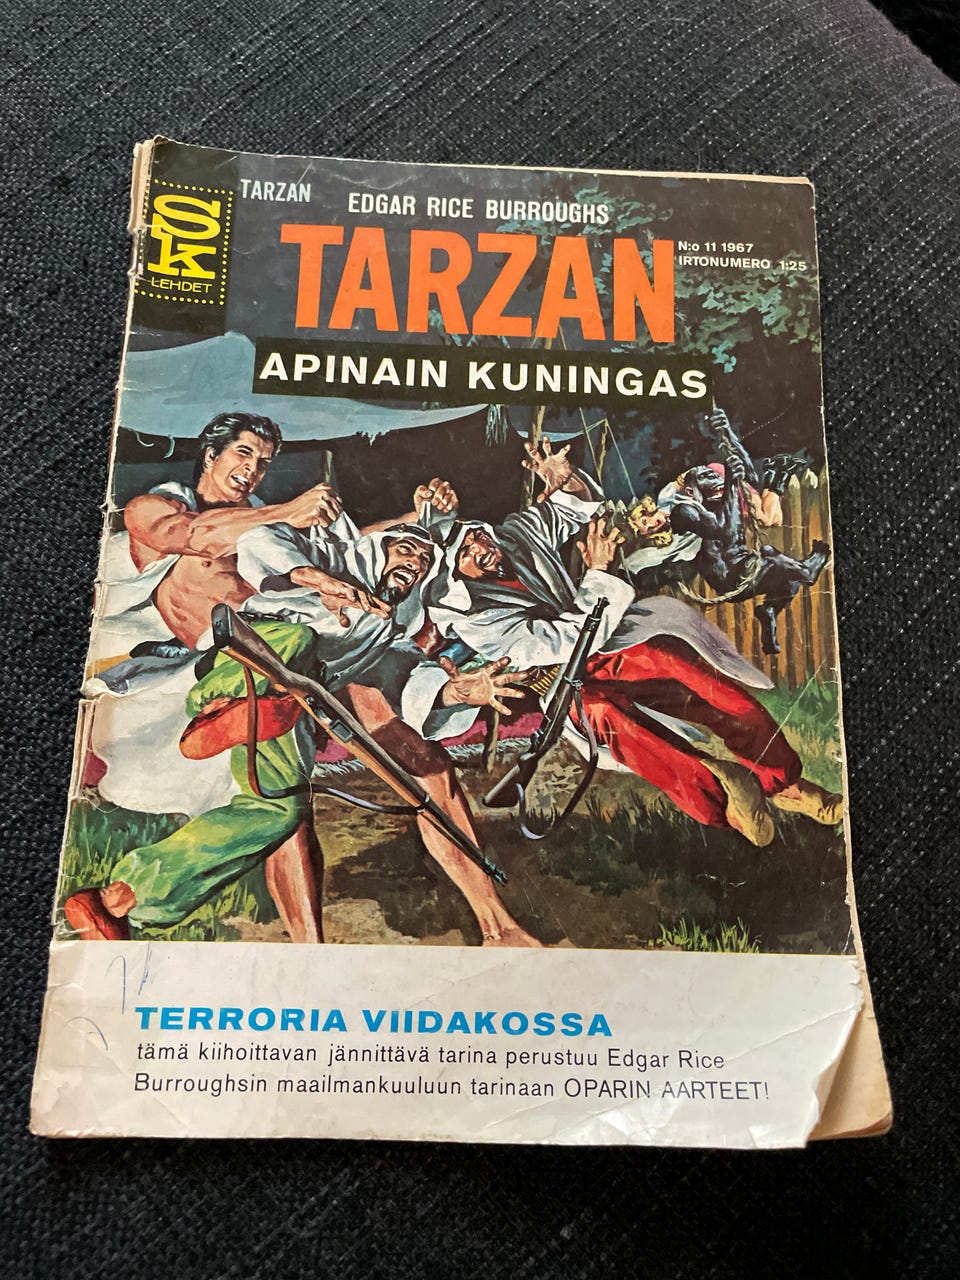 Sk
LEHDET
TARZAN
EDGAR RICE BURROUGHS
TARZAN
N:o 11 1967
IRTONUMERO 1:25
APINAIN KUNINGAS
TERRORIA VIIDAKOSSA
tämä kiihoittavan jännittävä tarina perustuu Edgar Rice
Burroughsin maailmankuuluun tarinaan OPARIN AARTEET!